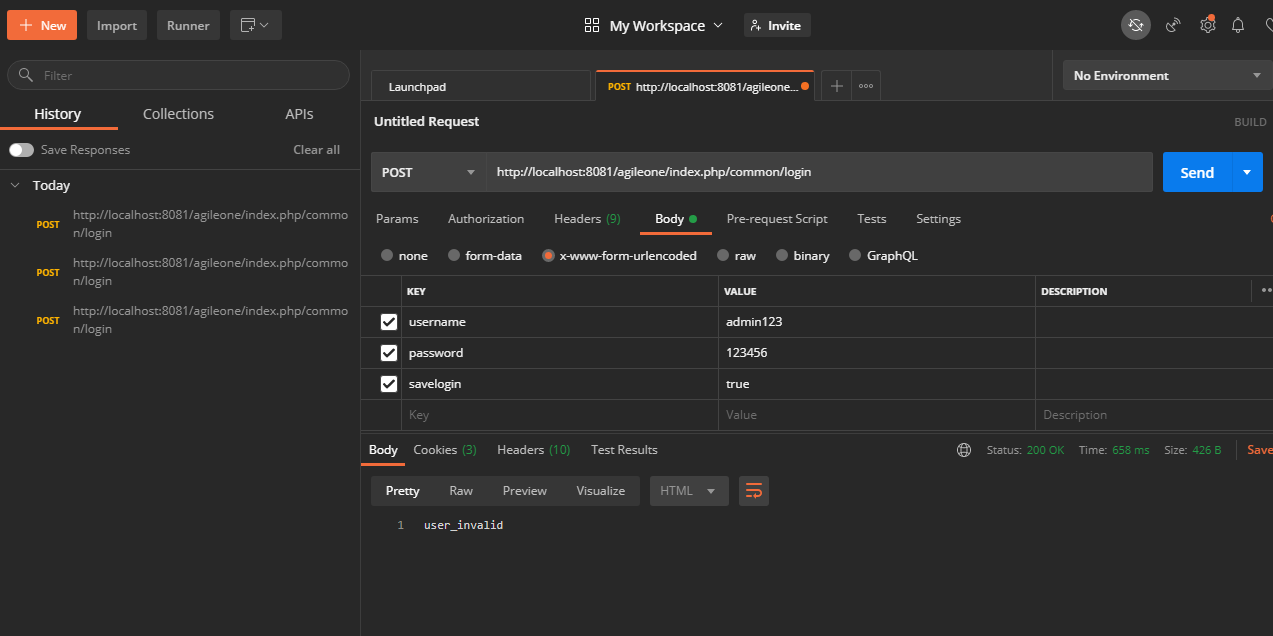 New Import Runner My Workspace Invite
Filter
Launchpad POST http://localhost:8081/agileone... No Environment
History Collections APIs
Untitled Request BUILD
Save Responses Clear all
POST http://localhost:8081/agileone/index.php/common/login Send
Today
POST http://localhost:8081/agileone/index.php/commo
n/login
POST http://localhost:8081/agileone/index.php/commo
n/login
POST http://localhost:8081/agileone/index.php/commo
n/login
Params Authorization Headers (9) Body Pre-request Script Tests Settings
none form-data x-www-form-urlencoded raw binary GraphQL
KEY VALUE DESCRIPTION
username admin123
password 123456
savelogin true
Key Value Description
Body Cookies (3) Headers (10) Test Results Status: 200 OK Time: 658 ms Size: 426 B Save
Pretty Raw Preview Visualize HTML
1 user_invalid